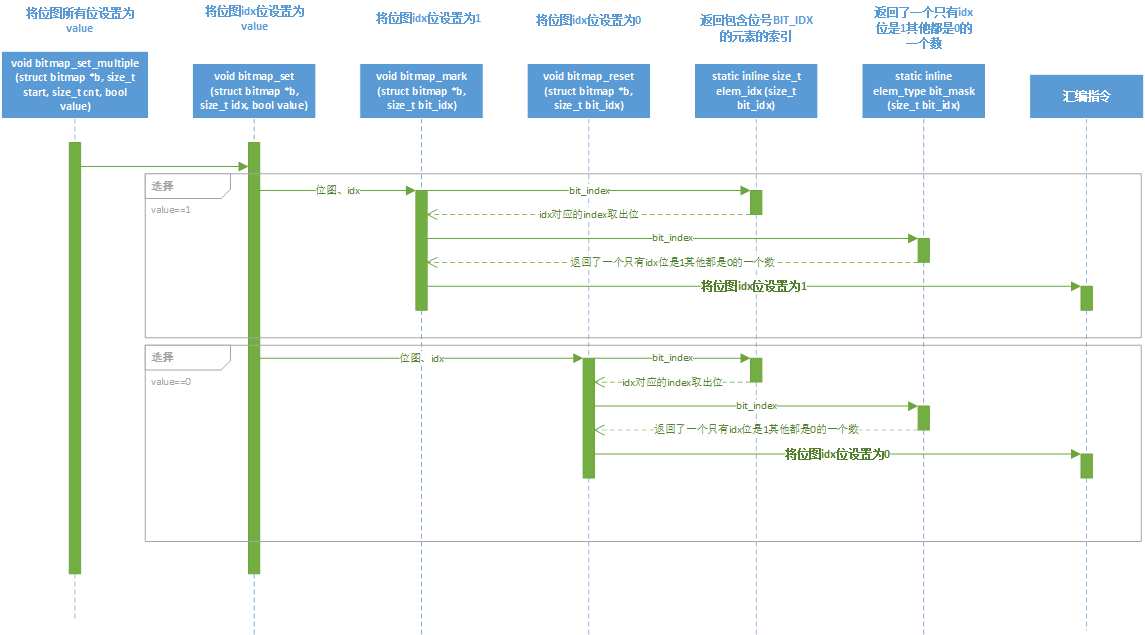 将位图所有位设置为
value
将位图idx位设置为
value
将位图idx位设置为1
将位图idx位设置为0
返回包含位号BIT_IDX
的元素的索引
返回了一个只有idx
位是1其他都是0的
一个数
void bitmap_set_multiple
(struct bitmap *b, size_t
start, size_t cnt, bool
value)
void bitmap_set
(struct bitmap *b,
size_t idx, bool value)
void bitmap_mark
(struct bitmap *b,
size_t bit_idx)
void bitmap_reset
(struct bitmap *b,
size_t bit_idx)
static inline size_t
elem_idx (size_t
bit_idx)
static inline
elem_type bit_mask
(size_t bit_idx)
汇编指令
选择
value==1
位图、idx
bit_index
idx对应的index取出位
bit_index
返回了一个只有idx位是1其他都是0的一个数
将位图idx位设置为1
选择
value==0
位图、idx
bit_index
idx对应的index取出位
bit_index
返回了一个只有idx位是1其他都是0的一个数
将位图idx位设置为0